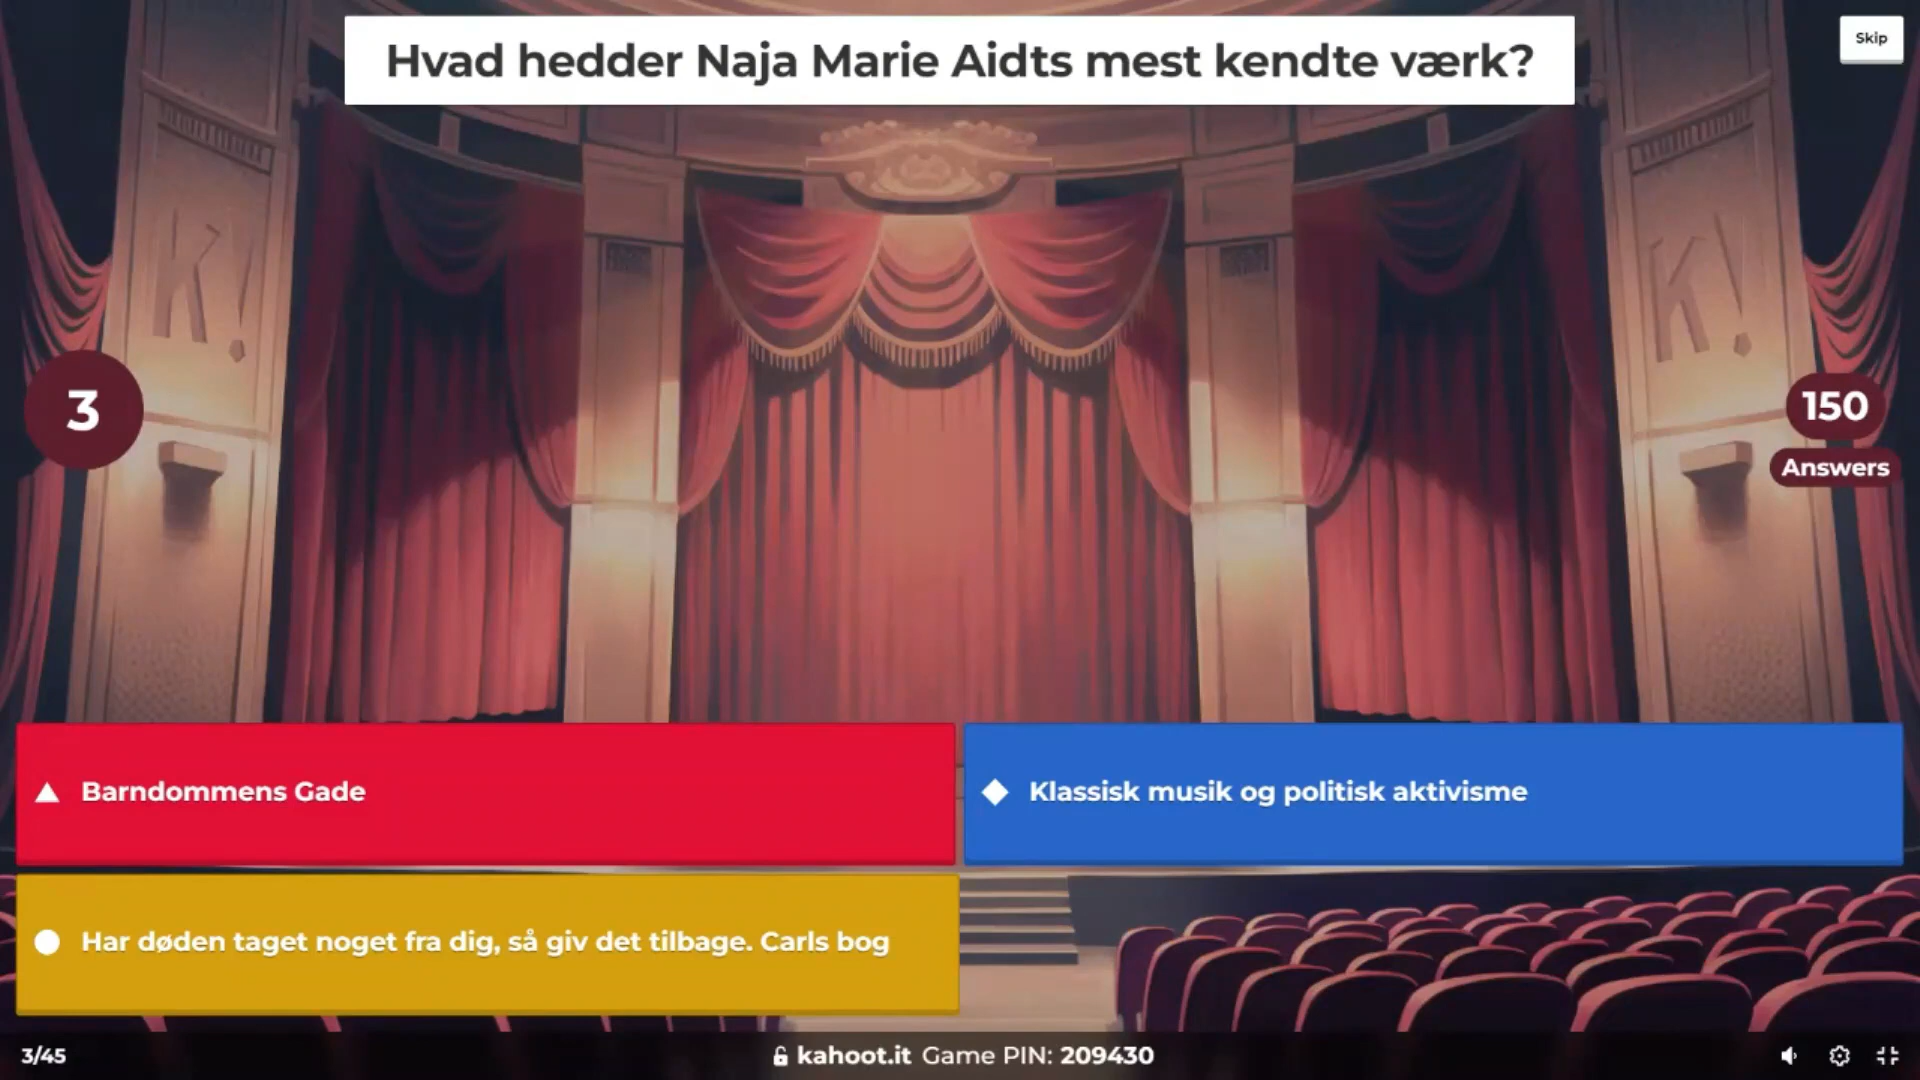 Hvad hedder Naja Marie Aidts mest kendte værk?
Skip
K!
K!
3
150
Answers
Barndommens Gade
Klassisk musik og politisk aktivisme
Har døden taget noget fra dig, så giv det tilbage. Carls bog
3/45
kahoot.it Game PIN: 209430